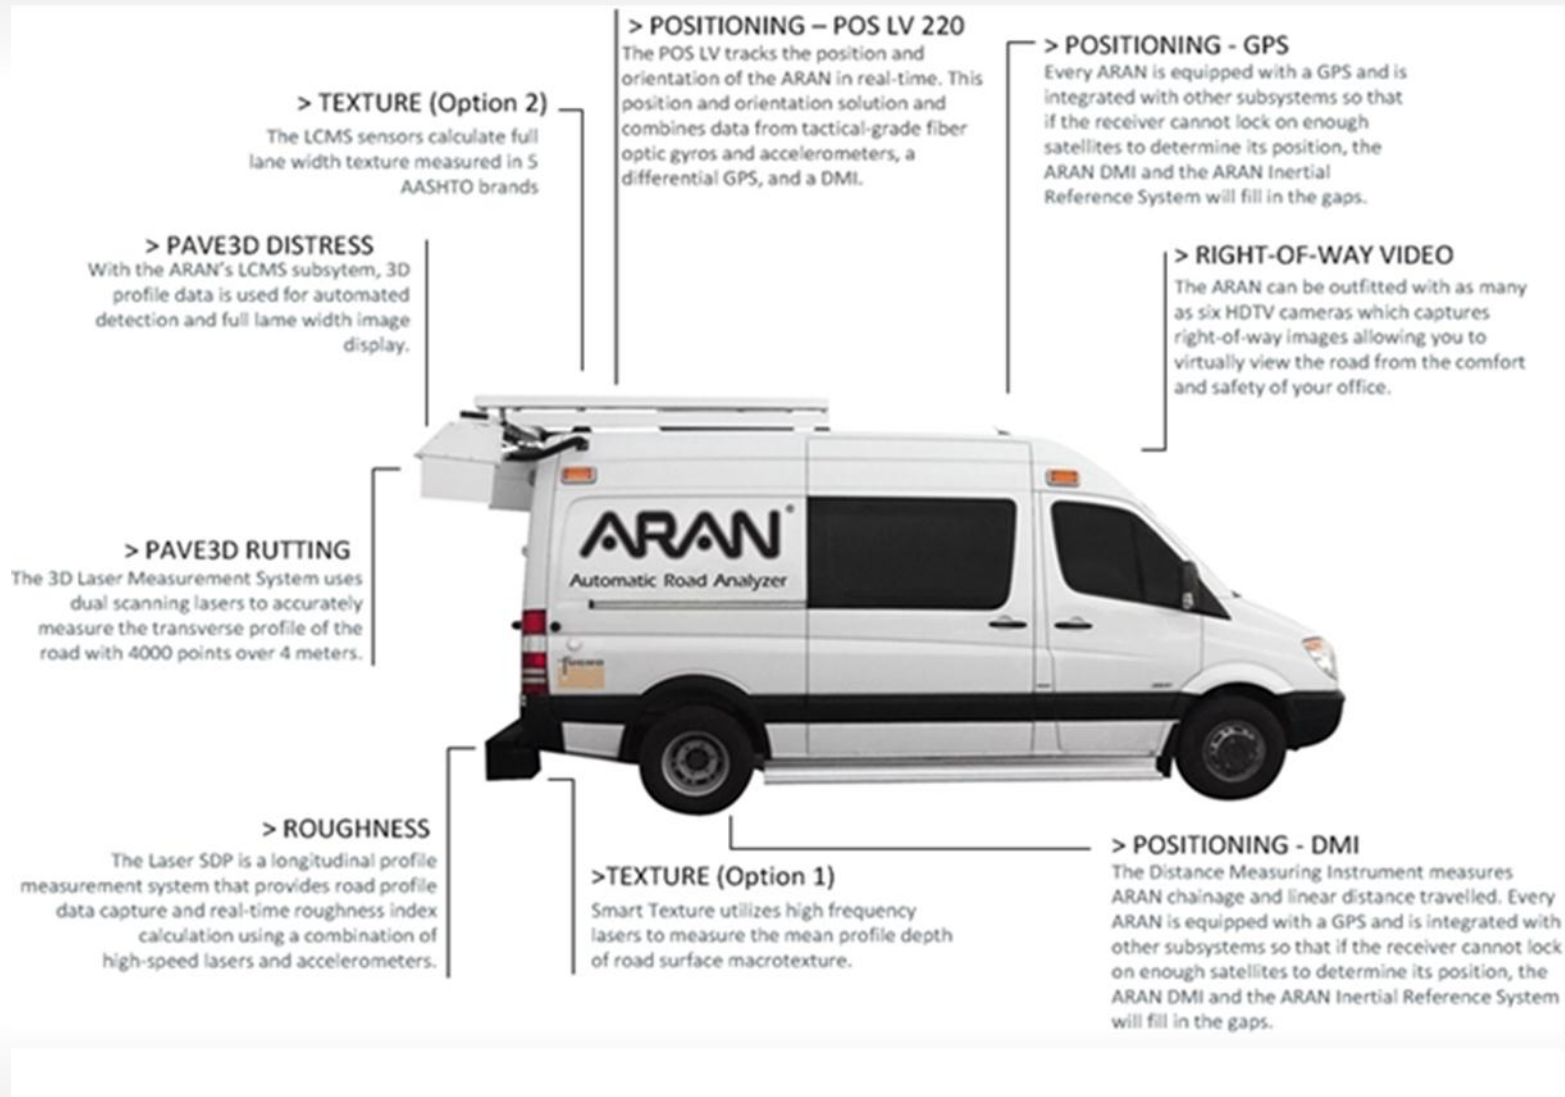 > POSITIONING – POS LV 220
The POS LV tracks the position and
orientation of the ARAN in real-time. This
position and orientation solution and
combines data from tactical-grade fiber
optic gyros and accelerometers, a
differential GPS, and a DMI.
> POSITIONING - GPS
Every ARAN is equipped with a GPS and is
integrated with other subsystems so that
if the receiver cannot lock on enough
satellites to determine its position, the
ARAN DMI and the ARAN Inertial
Reference System will fill in the gaps.
> TEXTURE (Option 2)
The LCMS sensors calculate full
lane width texture measured in 5
AASHTO brands
> PAVE3D DISTRESS
With the ARAN's LCMS subsytem, 3D
profile data is used for automated
detection and full lame width image
display.
> RIGHT-OF-WAY VIDEO
The ARAN can be outfitted with as many
as six HDTV cameras which captures
right-of-way images allowing you to
virtually view the road from the comfort
and safety of your office.
ARAN®
Automatic Road Analyzer
fugro
> PAVE3D RUTTING
The 3D Laser Measurement System uses
dual scanning lasers to accurately
measure the transverse profile of the
road with 4000 points over 4 meters.
> ROUGHNESS
The Laser SDP is a longitudinal profile
measurement system that provides road profile
data capture and real-time roughness index
calculation using a combination of
high-speed lasers and accelerometers.
>TEXTURE (Option 1)
Smart Texture utilizes high frequency
lasers to measure the mean profile depth
of road surface macrotexture.
> POSITIONING - DMI
The Distance Measuring Instrument measures
ARAN chainage and linear distance travelled. Every
ARAN is equipped with a GPS and is integrated with
other subsystems so that if the receiver cannot lock
on enough satellites to determine its position, the
ARAN DMI and the ARAN Inertial Reference System
will fill in the gaps.